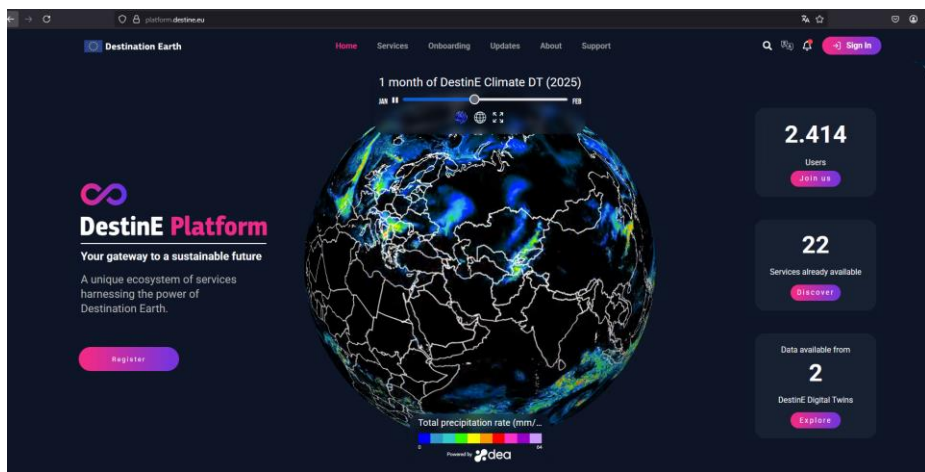 platform.destine.eu
Destination Earth
Home Services Onboarding Updates About Support
Sign In
1 month of DestinE Climate DT (2025)
JAN FEB
DestinE Platform
Your gateway to a sustainable future
A unique ecosystem of services
harnessing the power of
Destination Earth.
Register
2.414
Users
Join us
22
Services already available
Discover
Data available from
2
DestinE Digital Twins
Explore
Total precipitation rate (mm/...
0 64
Powered by dea